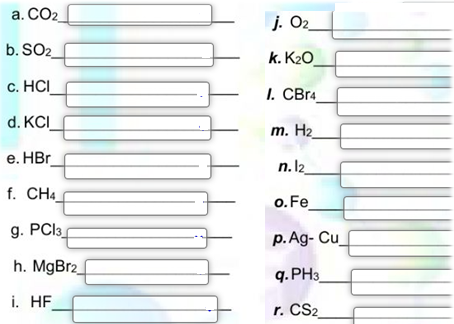 a. CO₂
b. SO₂
c. HCl
d. KCl
e. HBr
f. CH₄
g. PCl₃
h. MgBr₂
i. HF
j. O₂
k. K₂O
l. CBr₄
m. H₂
n. I₂
o. Fe
p. Ag- Cu
q. PH₃
r. CS₂